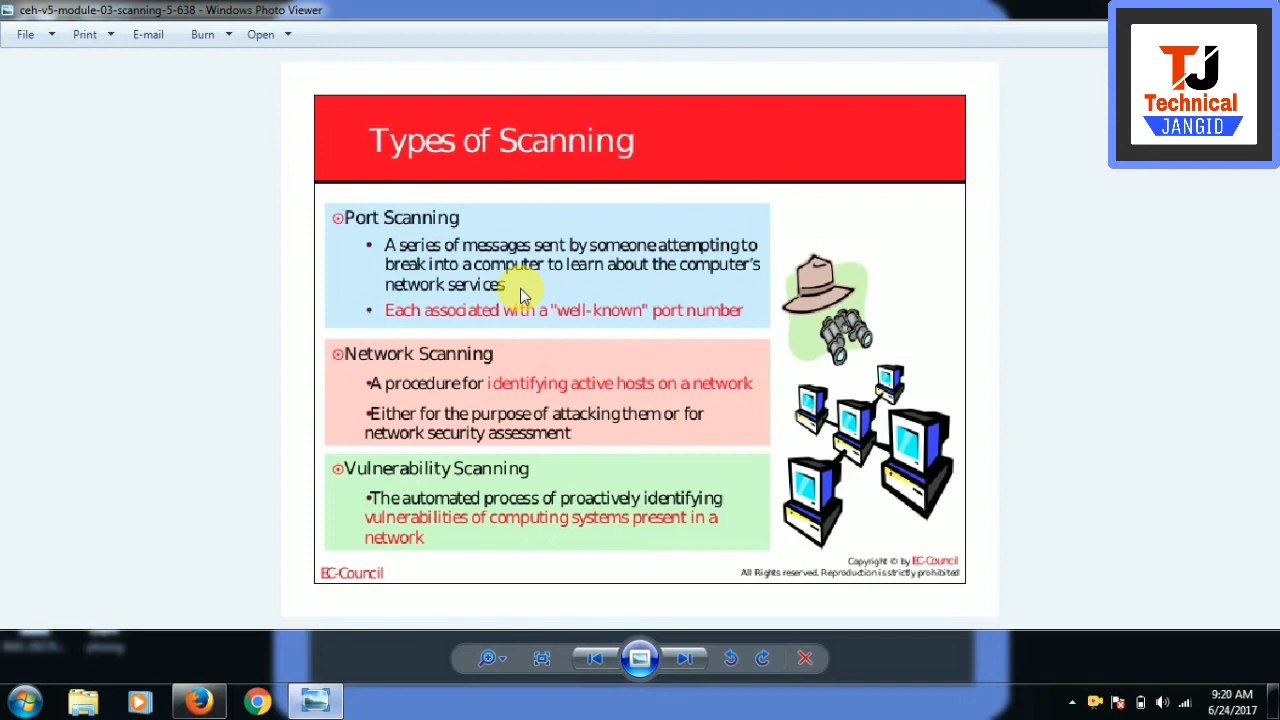 ceh-v5-module-03-scanning-5-638 - Windows Photo Viewer
File Print E-mail Burn Open
TJ
Technical
JANGID
Types of Scanning
Port Scanning
• A series of messages sent by someone attempting to
break into a computer to learn about the computer's
network services
• Each associated with a "well-known" port number
Network Scanning
•A procedure for identifying active hosts on a network
•Either for the purpose of attacking them or for
network security assessment
Vulnerability Scanning
•The automated process of proactively identifying
vulnerabilities of computing systems present in a
network
EC-Council
Copyright © by EC-Council
All Rights reserved. Reproduction is strictly prohibited
9:20 AM
6/24/2017